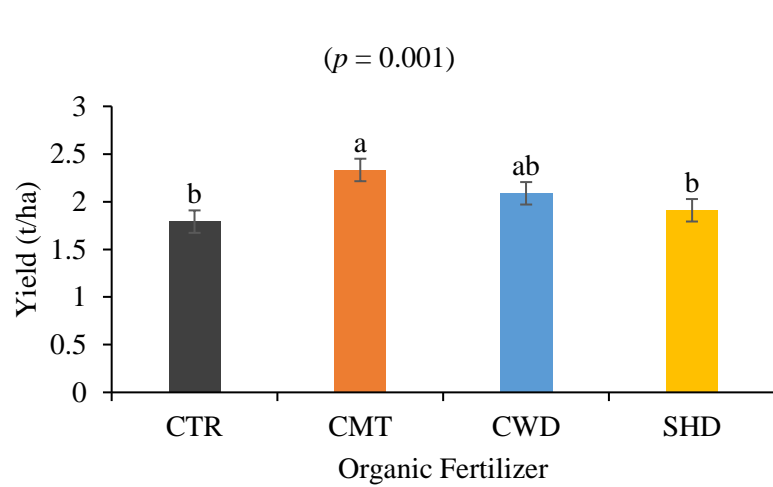 (p = 0.001)
3
2.5
2
1.5
1
0.5
0
Yield (t/ha)
b
a
ab
b
CTR CMT CWD SHD
Organic Fertilizer